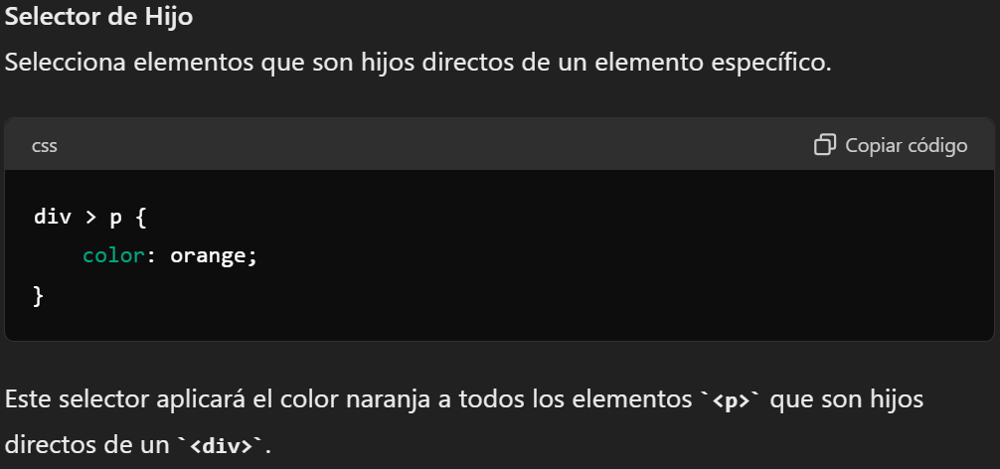 Selector de Hijo
Selecciona elementos que son hijos directos de un elemento específico.
css
Copiar código
div > p {
    color: orange;
}
Este selector aplicará el color naranja a todos los elementos `<p>` que son hijos
directos de un `<div>`.